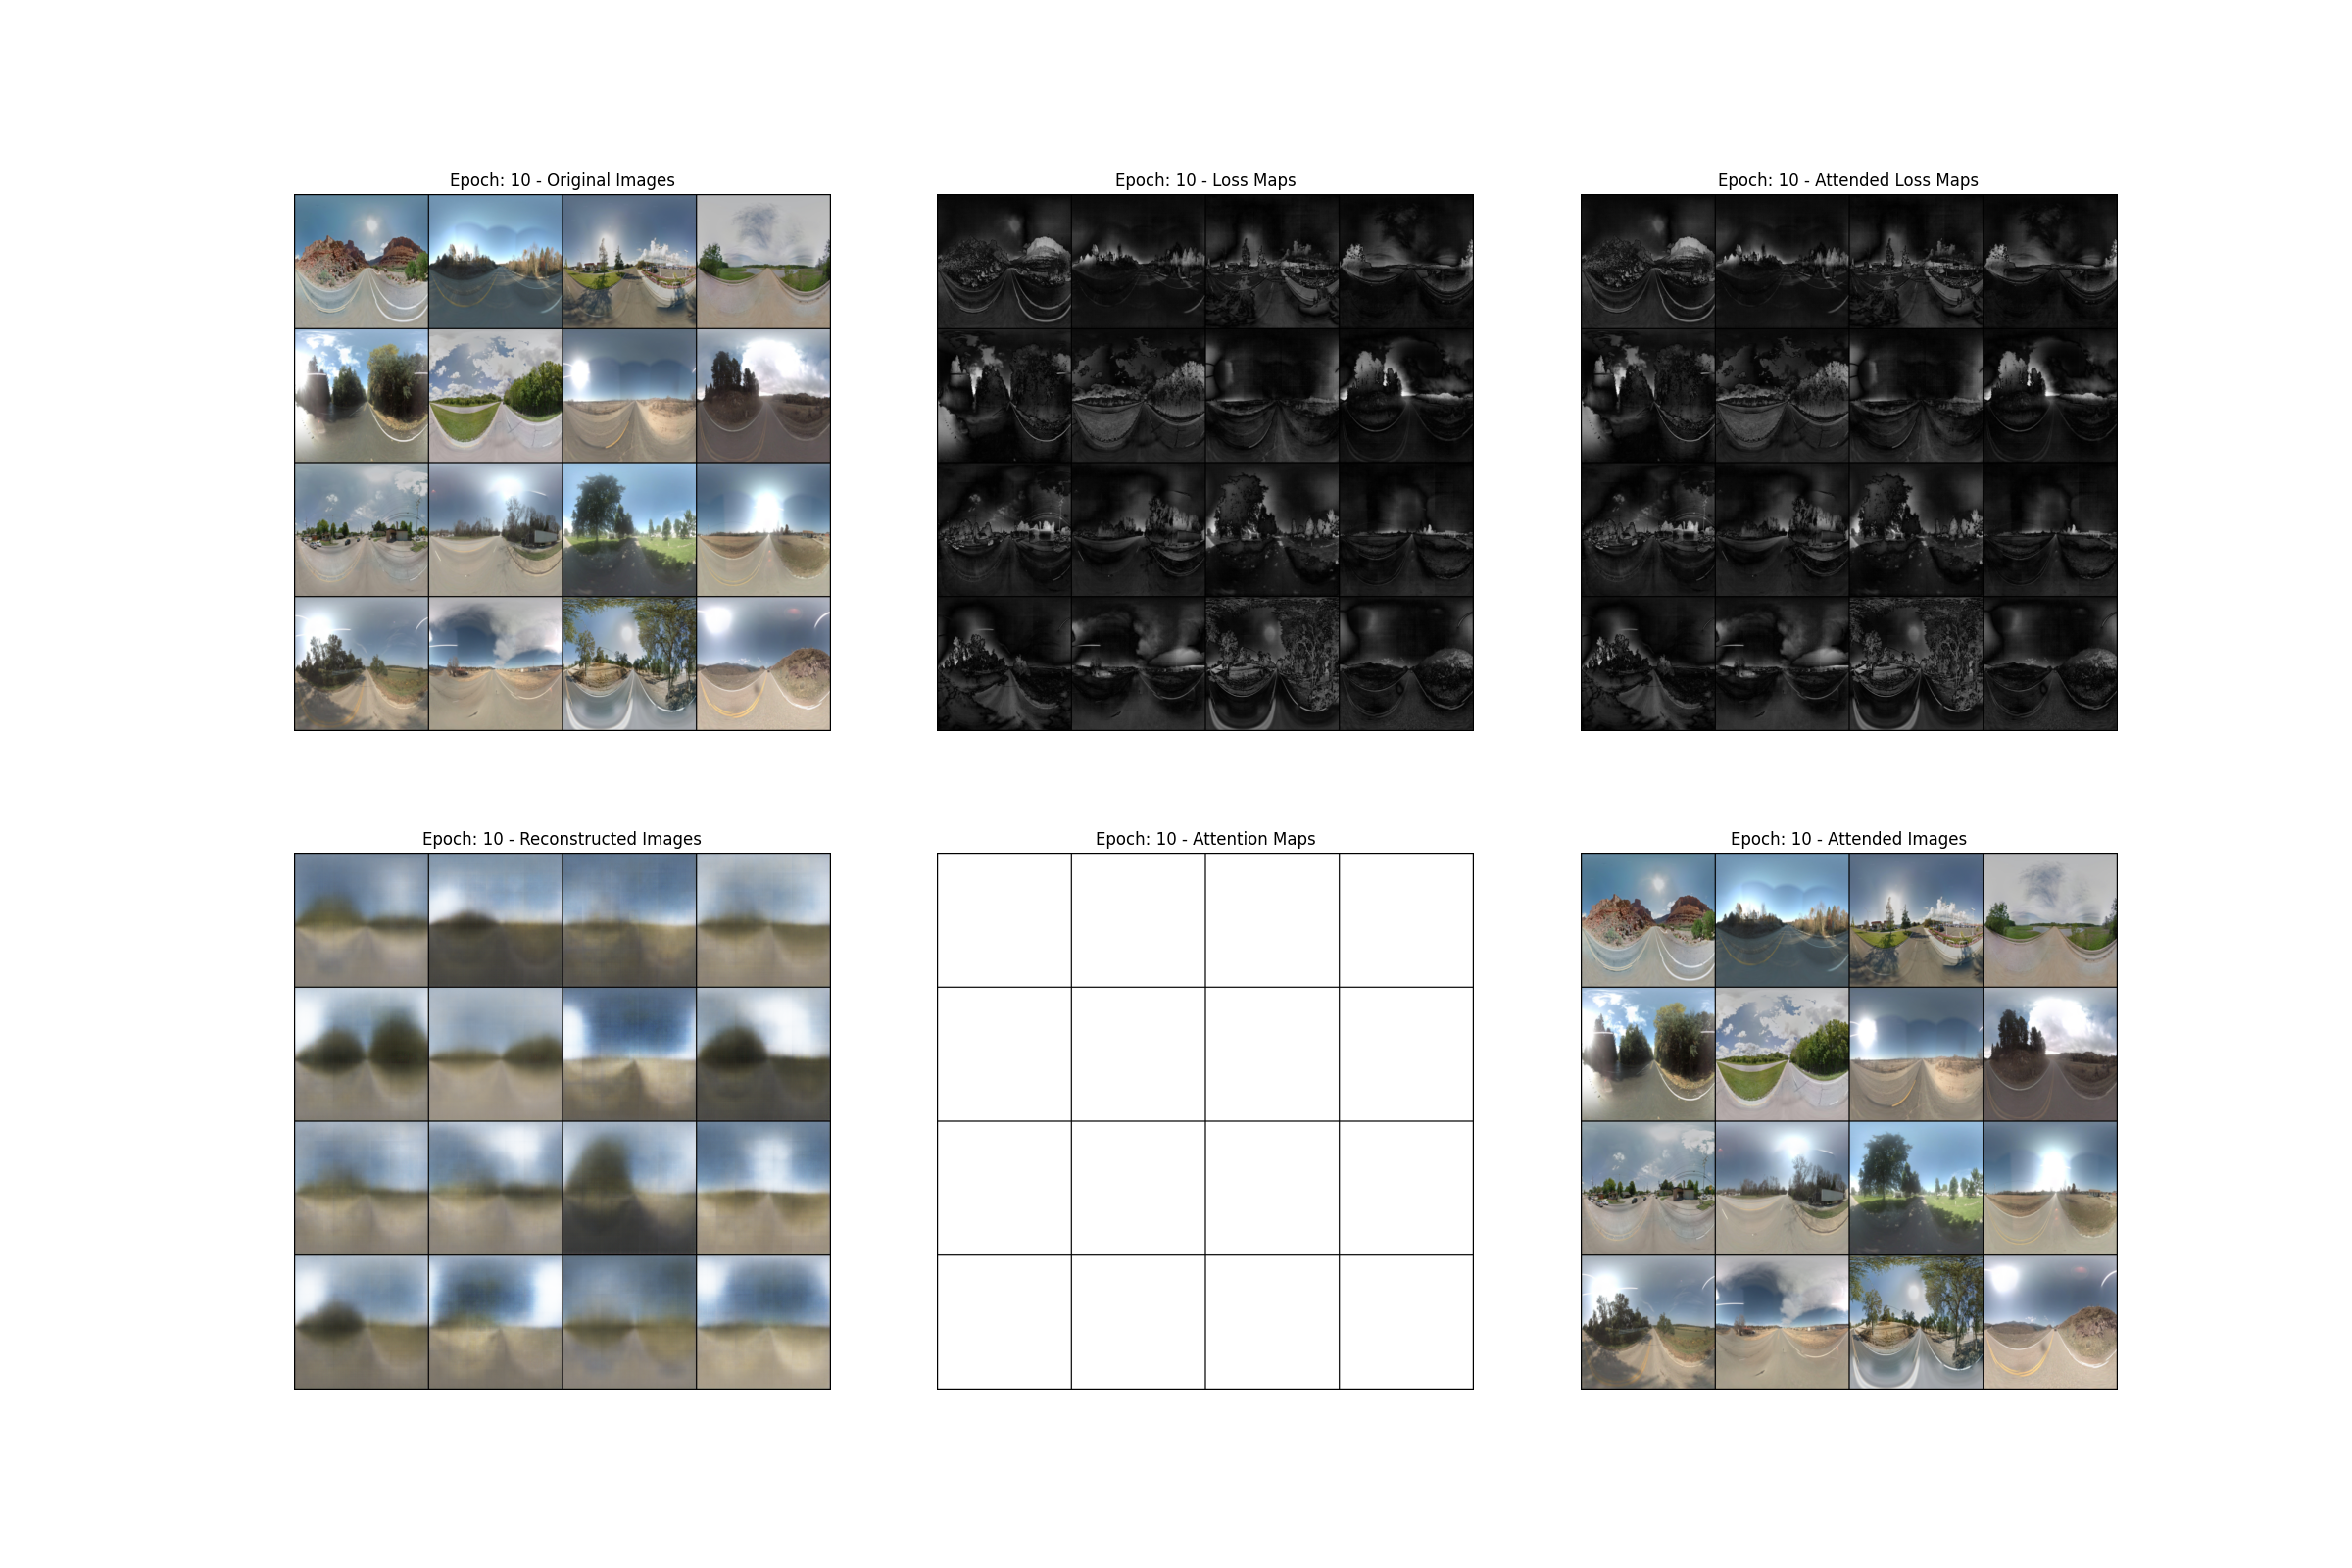 Epoch: 10 - Original Images
Epoch: 10 - Loss Maps
Epoch: 10 - Attended Loss Maps
Epoch: 10 - Reconstructed Images
Epoch: 10 - Attention Maps
Epoch: 10 - Attended Images